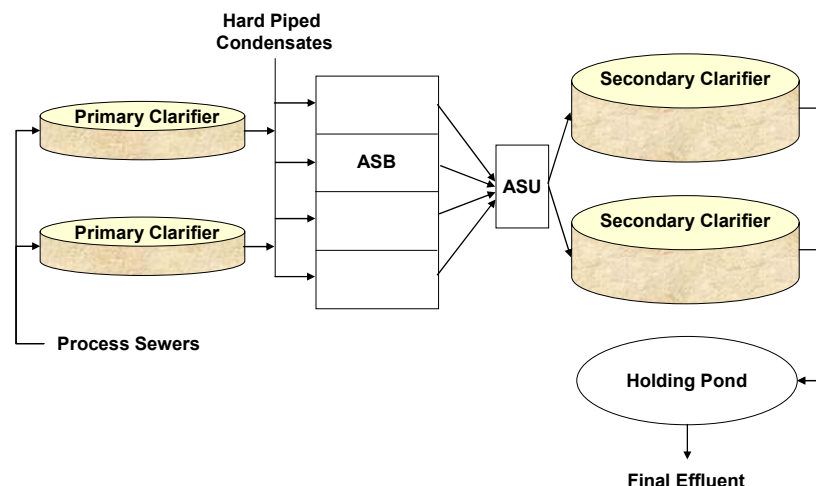 Hard Piped
Condensates
Primary Clarifier
Primary Clarifier
Process Sewers
ASB
ASU
Secondary Clarifier
Secondary Clarifier
Holding Pond
Final Effluent